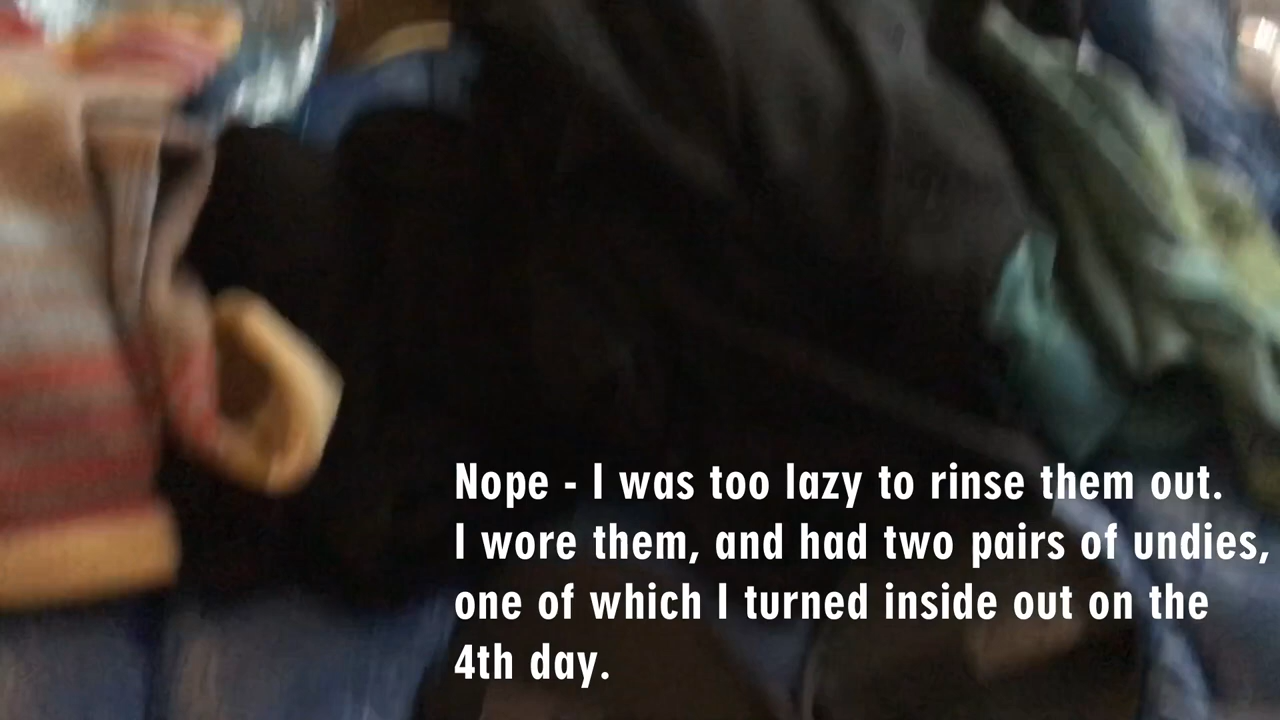 Nope - I was too lazy to rinse them out.
I wore them, and had two pairs of undies,
one of which I turned inside out on the
4th day.